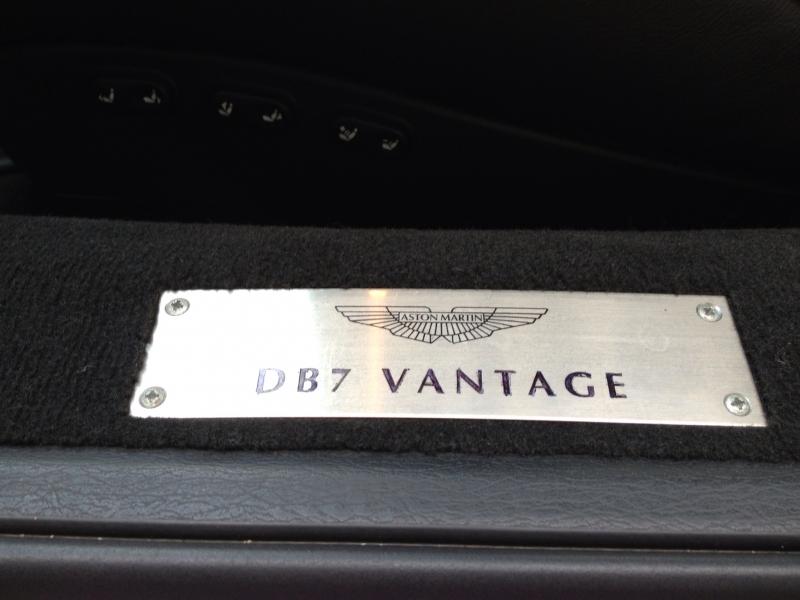 ASTON MARTIN
DB7 VANTAGE